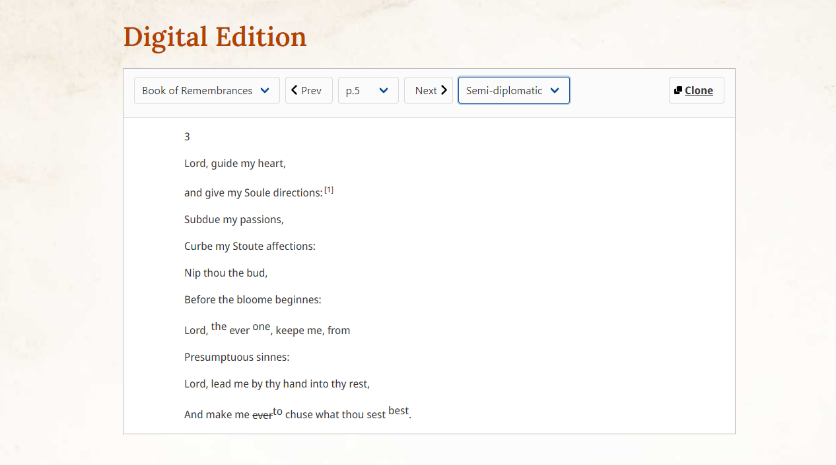 Digital Edition
Book of Remembrances Prev p.5 Next Semi-diplomatic Clone
3
Lord, guide my heart,
and give my Soule directions: [1]
Subdue my passions,
Curbe my Stoute affections:
Nip thou the bud,
Before the bloome beginnes:
Lord, the ever one, keepe me, from
Presumptuous sinnes:
Lord, lead me by thy hand into thy rest,
And make me ever to chuse what thou sest best.